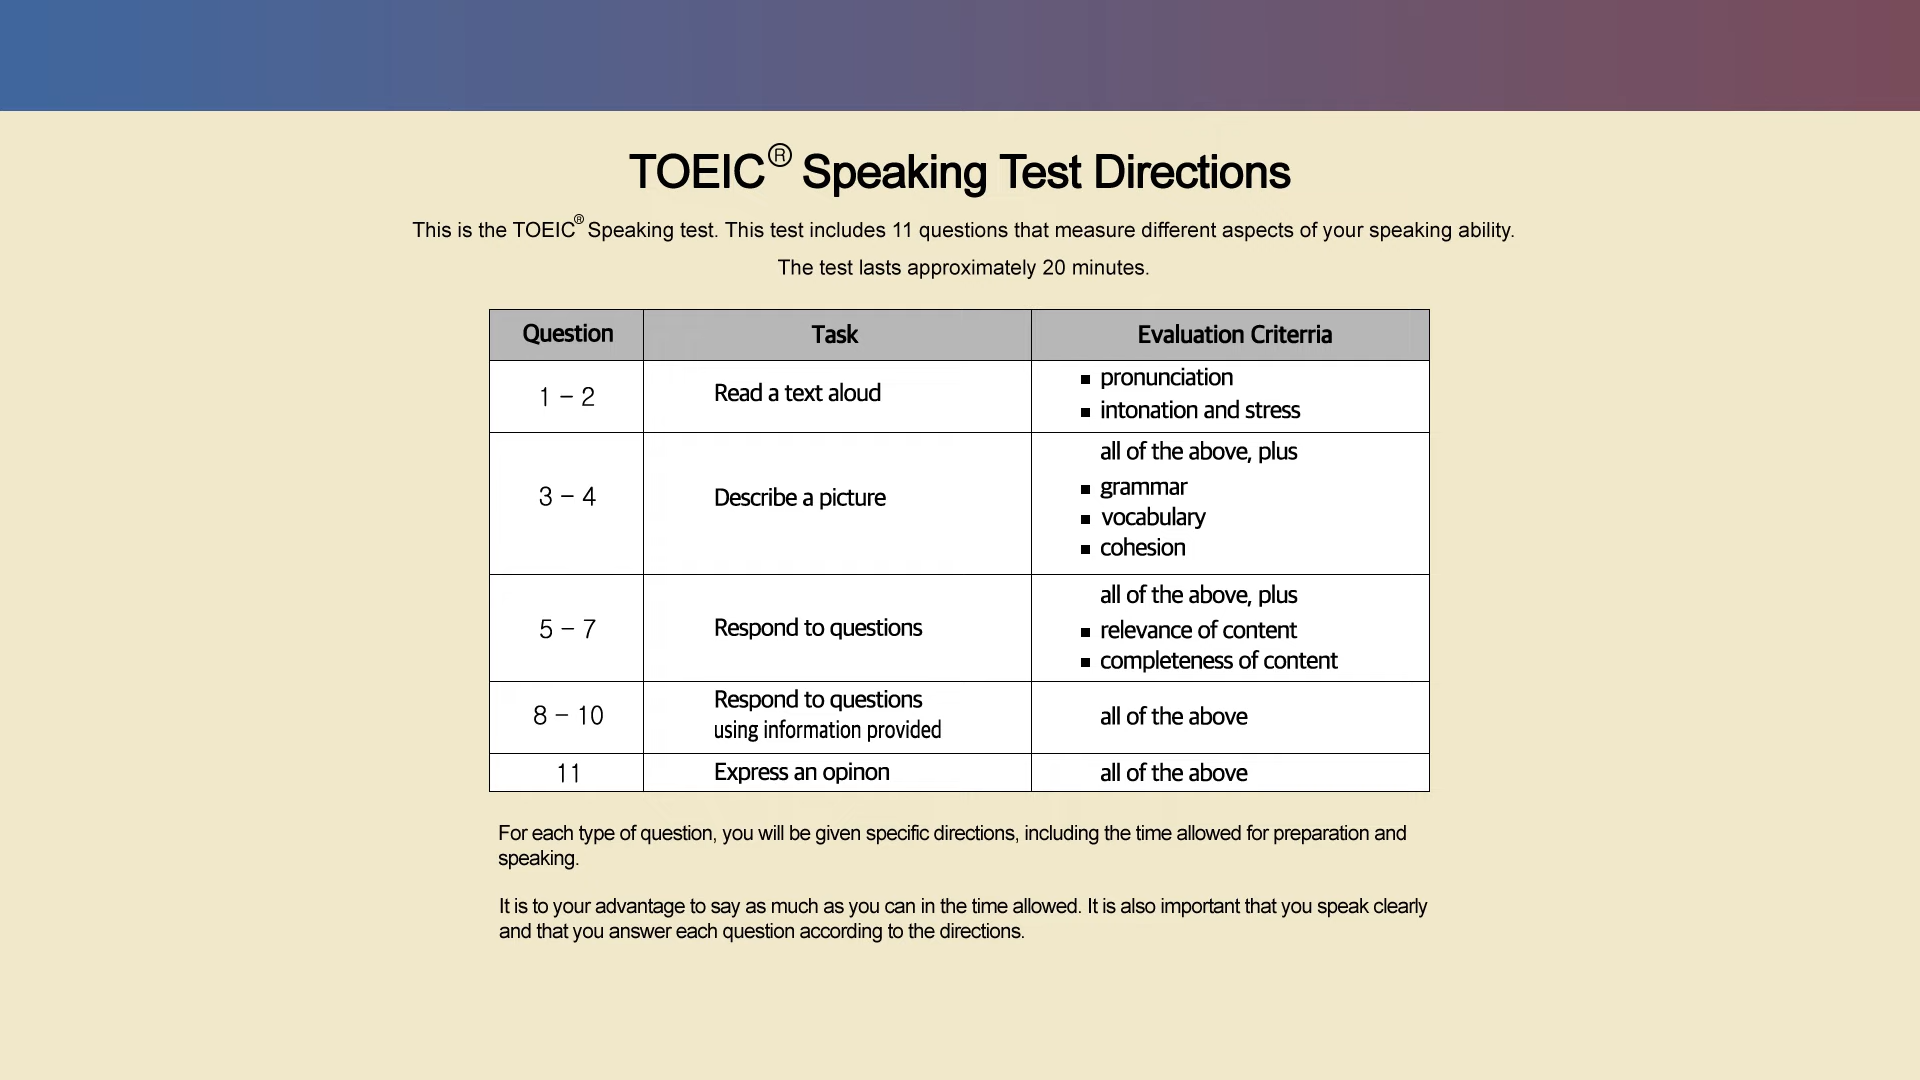 TOEIC® Speaking Test Directions
This is the TOEIC® Speaking test. This test includes 11 questions that measure different aspects of your speaking ability.
The test lasts approximately 20 minutes.
Question Task Evaluation Criterria
1 – 2 Read a text aloud
▪ pronunciation
▪ intonation and stress
3 – 4 Describe a picture
all of the above, plus
▪ grammar
▪ vocabulary
▪ cohesion
5 – 7 Respond to questions
all of the above, plus
▪ relevance of content
▪ completeness of content
8 – 10 Respond to questions
using information provided
all of the above
11 Express an opinon all of the above
For each type of question, you will be given specific directions, including the time allowed for preparation and
speaking.
It is to your advantage to say as much as you can in the time allowed. It is also important that you speak clearly
and that you answer each question according to the directions.